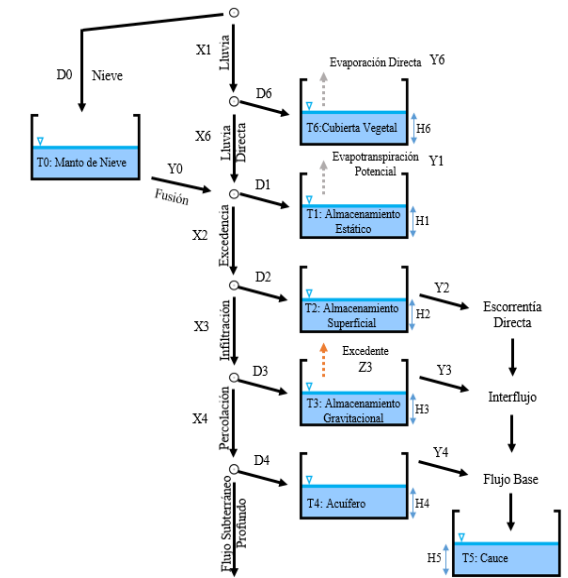 X1
Lluvia
D0
Nieve
Evaporación Directa
Y6
D6
T6:Cubierta Vegetal
H6
X6
Lluvia
Directa
T0: Manto de Nieve
Y0
Fusión
Evapotranspiración
Potencial
Y1
D1
T1: Almacenamiento
Estático
H1
X2
Excedencia
D2
T2: Almacenamiento
Superficial
H2
Y2
Escorrentía
Directa
X3
Infiltración
Excedente
Z3
D3
T3: Almacenamiento
Gravitacional
H3
Y3
Interflujo
X4
Percolación
D4
T4: Acuífero
H4
Y4
Flujo Base
Flujo Subterráneo
Profundo
H5
T5: Cauce